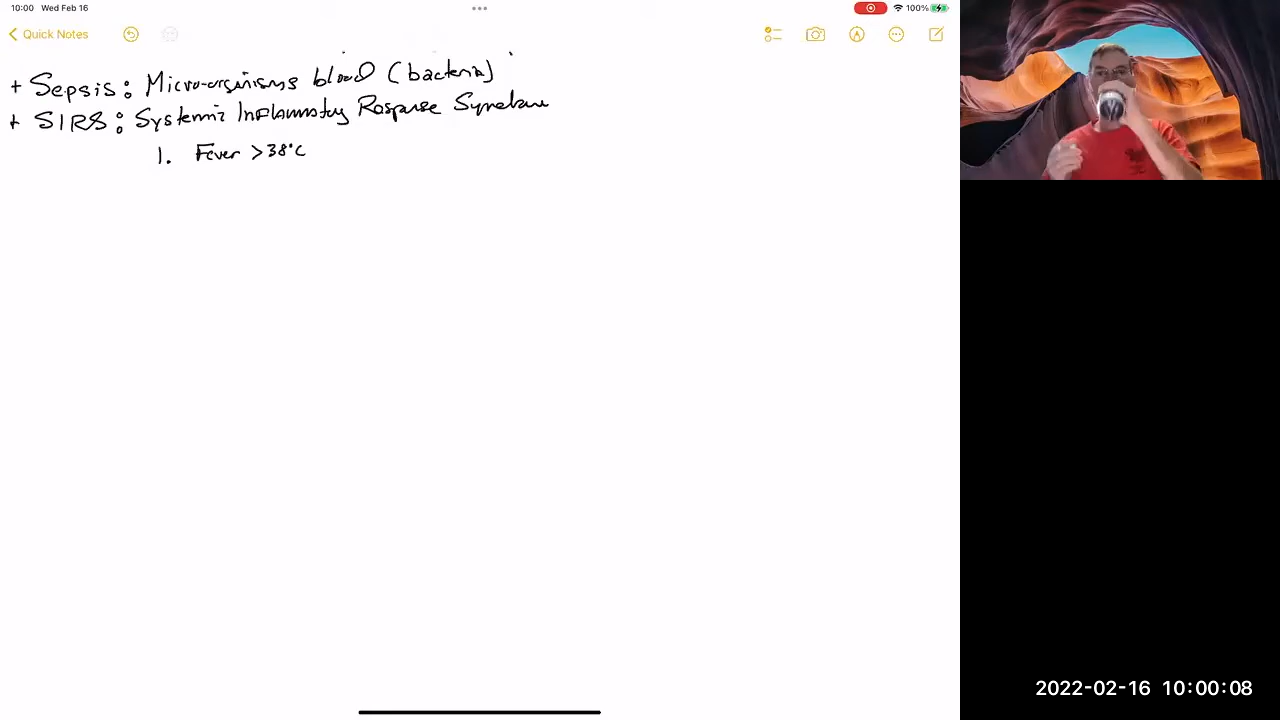 10:00 Wed Feb 16
100%
Quick Notes
+ Sepsis: Micro-organisms blood (bacteria)
+ SIRS: Systemic Inflammatory Response Syndrome
1. Fever >38°C
2022-02-16 10:00:08